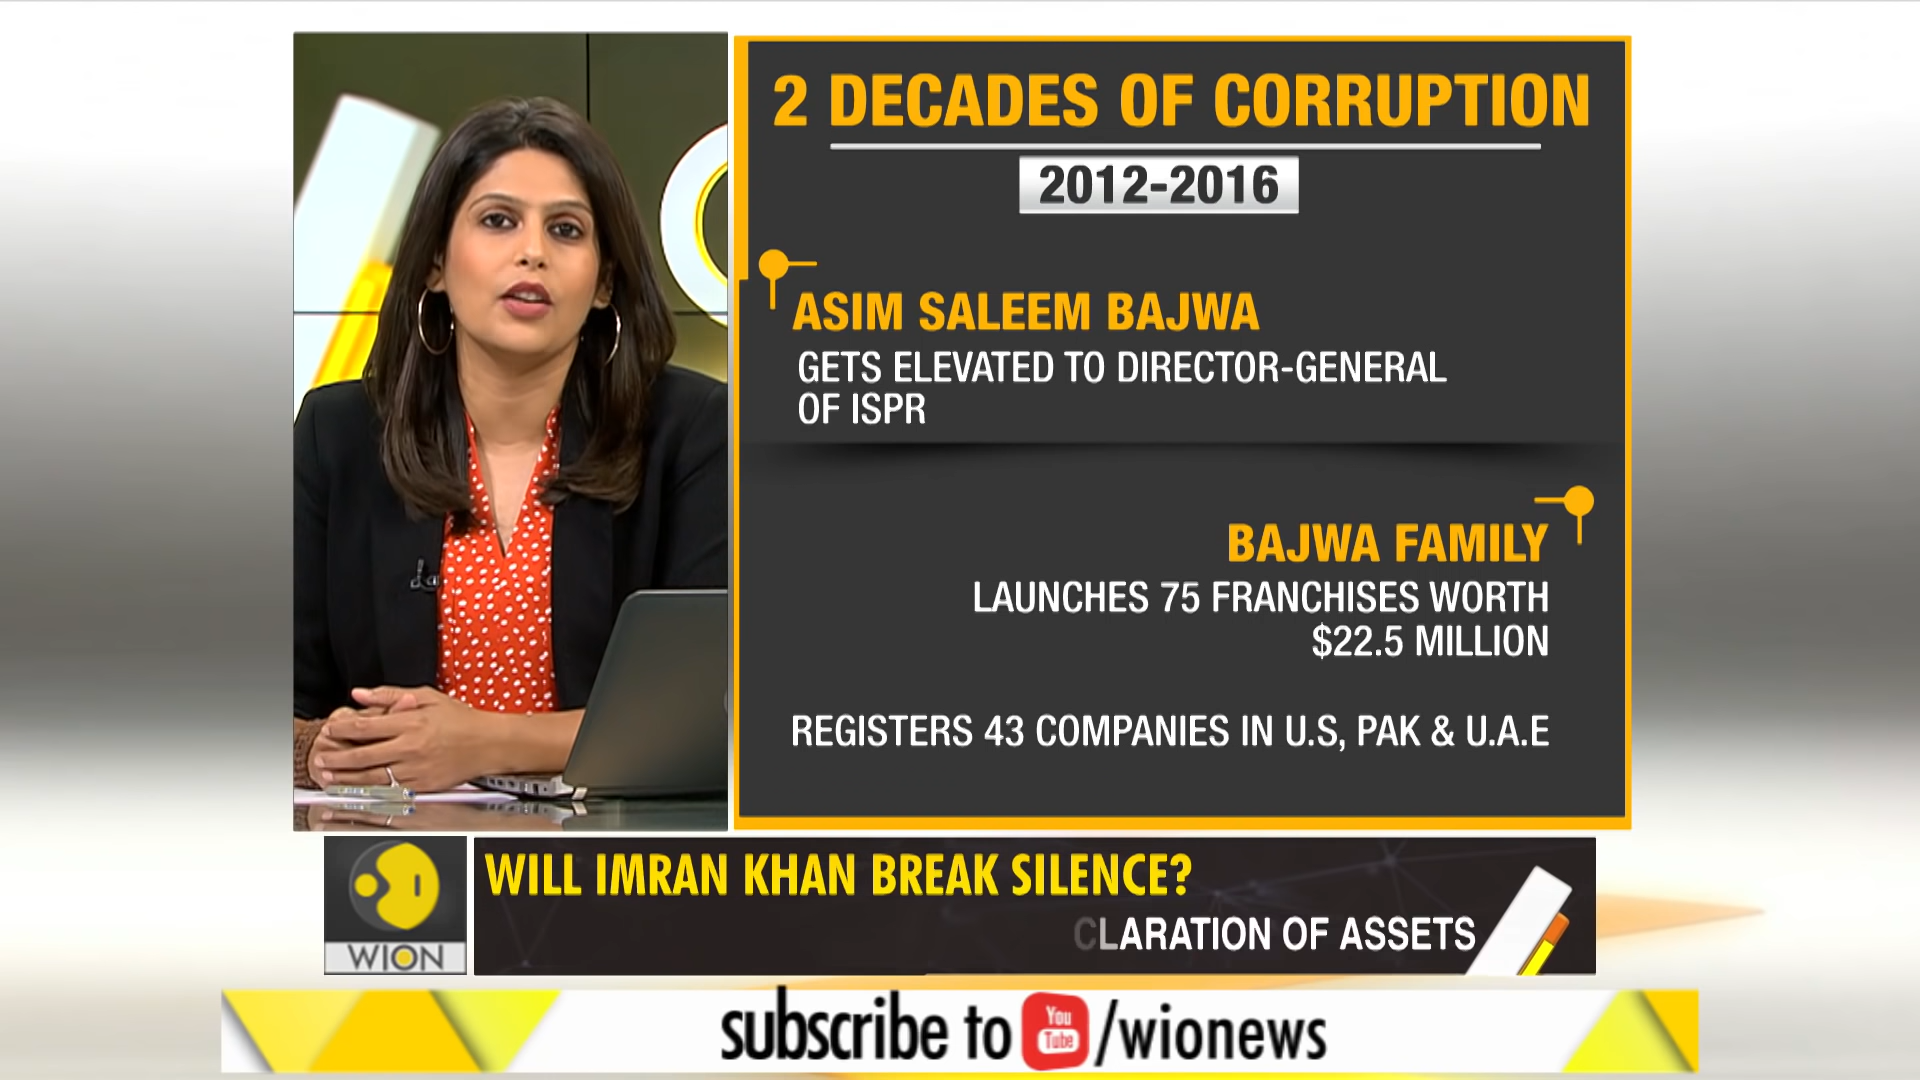 2 DECADES OF CORRUPTION
2012-2016
ASIM SALEEM BAJWA
GETS ELEVATED TO DIRECTOR-GENERAL
OF ISPR
BAJWA FAMILY
LAUNCHES 75 FRANCHISES WORTH
$22.5 MILLION
REGISTERS 43 COMPANIES IN U.S, PAK & U.A.E
WILL IMRAN KHAN BREAK SILENCE?
CLARATION OF ASSETS
WION
subscribe to You Tube /wionews